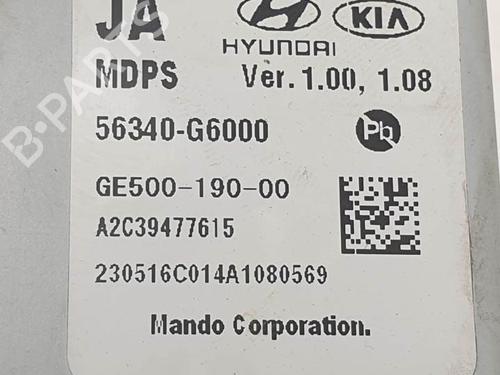 JA
HYUNDAI KIA
MDPS Ver.1.00, 1.08
56340-G6000
Pb
GE500-190-00
A2C39477615
230516C014A1080569
Mando Corporation.
B-PARTS